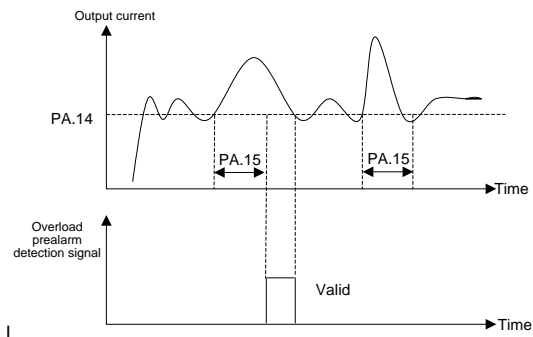 Output current
PA.14
PA.15
PA.15
Time
Overload
prealarm
detection signal
Valid
Time